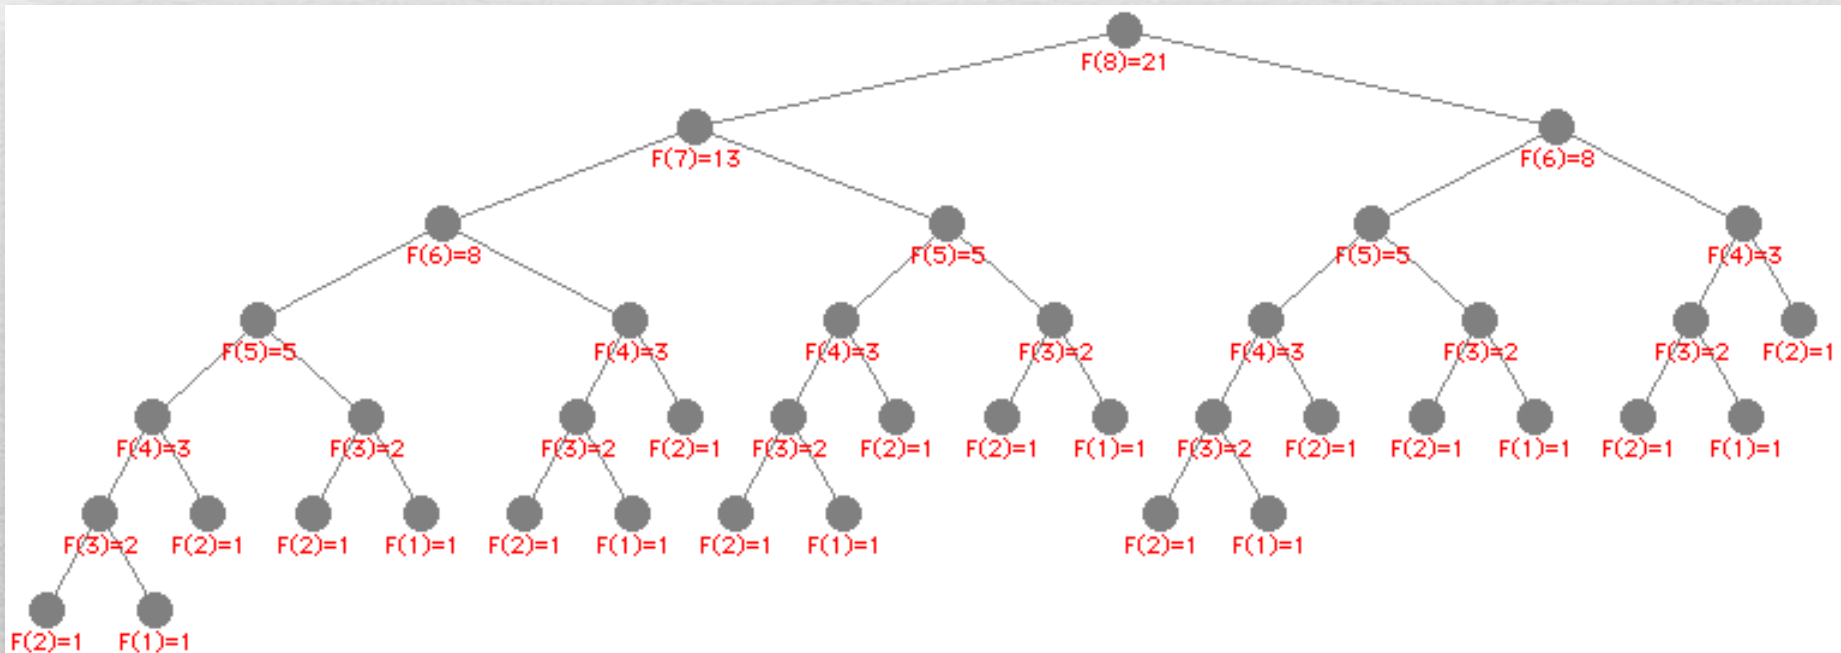 F(8)=21
F(7)=13 F(6)=8
F(6)=8 F(5)=5 F(5)=5 F(4)=3
F(5)=5 F(4)=3 F(4)=3 F(3)=2 F(4)=3 F(3)=2 F(3)=2 F(2)=1
F(4)=3 F(3)=2 F(3)=2 F(2)=1 F(3)=2 F(2)=1 F(2)=1 F(1)=1 F(3)=2 F(2)=1 F(2)=1 F(1)=1 F(2)=1 F(1)=1
F(3)=2 F(2)=1 F(2)=1 F(1)=1 F(2)=1 F(1)=1 F(2)=1 F(1)=1 F(2)=1 F(1)=1
F(2)=1 F(1)=1